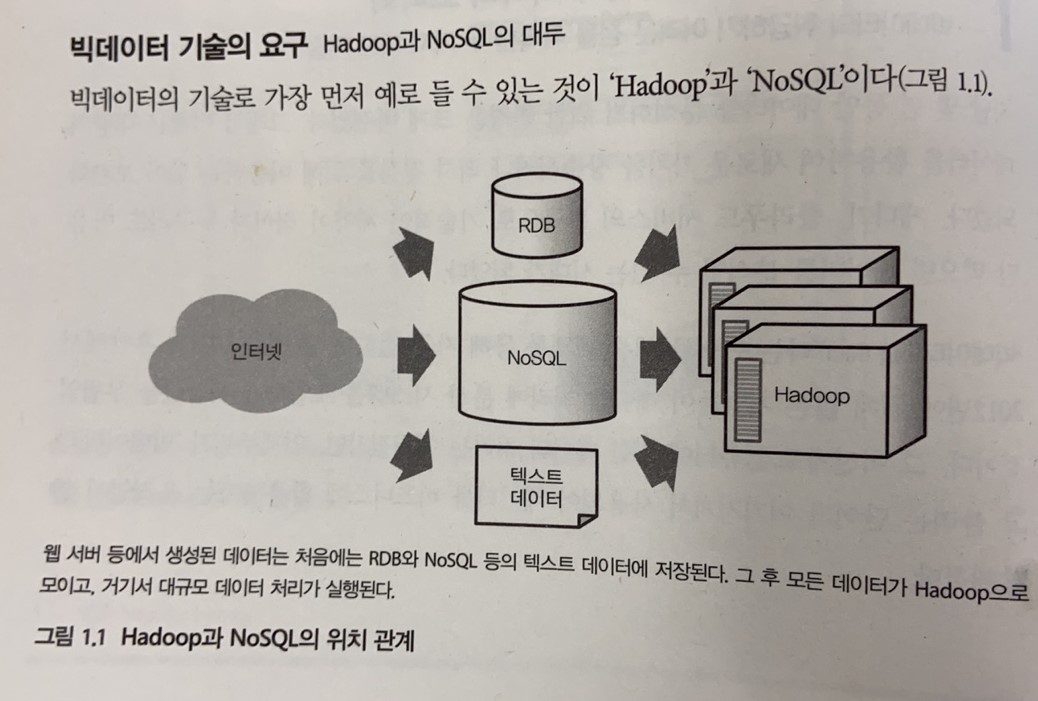 빅데이터 기술의 요구 Hadoop과 NoSQL의 대두
빅데이터의 기술로 가장 먼저 예로 들 수 있는 것이 ‘Hadoop’과 ‘NoSQL’이다(그림 1.1).
RDB
인터넷
NoSQL
Hadoop
텍스트
데이터
웹 서버 등에서 생성된 데이터는 처음에는 RDB와 NoSQL 등의 텍스트 데이터에 저장된다. 그 후 모든 데이터가 Hadoop으로
모이고, 거기서 대규모 데이터 처리가 실행된다.
그림 1.1 Hadoop과 NoSQL의 위치 관계